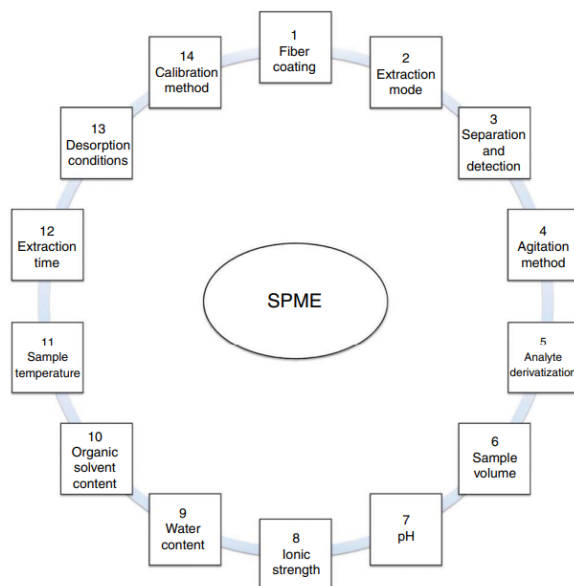 1
Fiber
coating
2
Extraction
mode
3
Separation
and
detection
4
Agitation
method
5
Analyte
derivatization
6
Sample
volume
7
pH
8
Ionic
strength
9
Water
content
10
Organic
solvent
content
11
Sample
temperature
12
Extraction
time
13
Desorption
conditions
14
Calibration
method
SPME